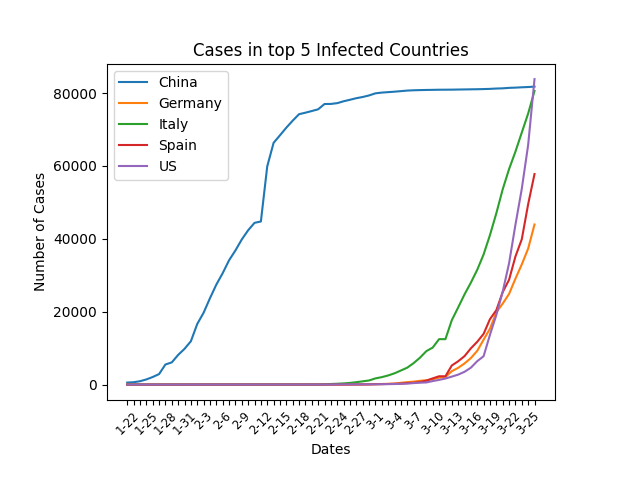 Cases in top 5 Infected Countries
China
Germany
Italy
Spain
US
Number of Cases
80000
60000
40000
20000
0
1-22 1-25 1-28 1-31 2-3 2-6 2-9 2-12 2-15 2-18 2-21 2-24 2-27 3-1 3-4 3-7 3-10 3-13 3-16 3-19 3-22 3-25
Dates